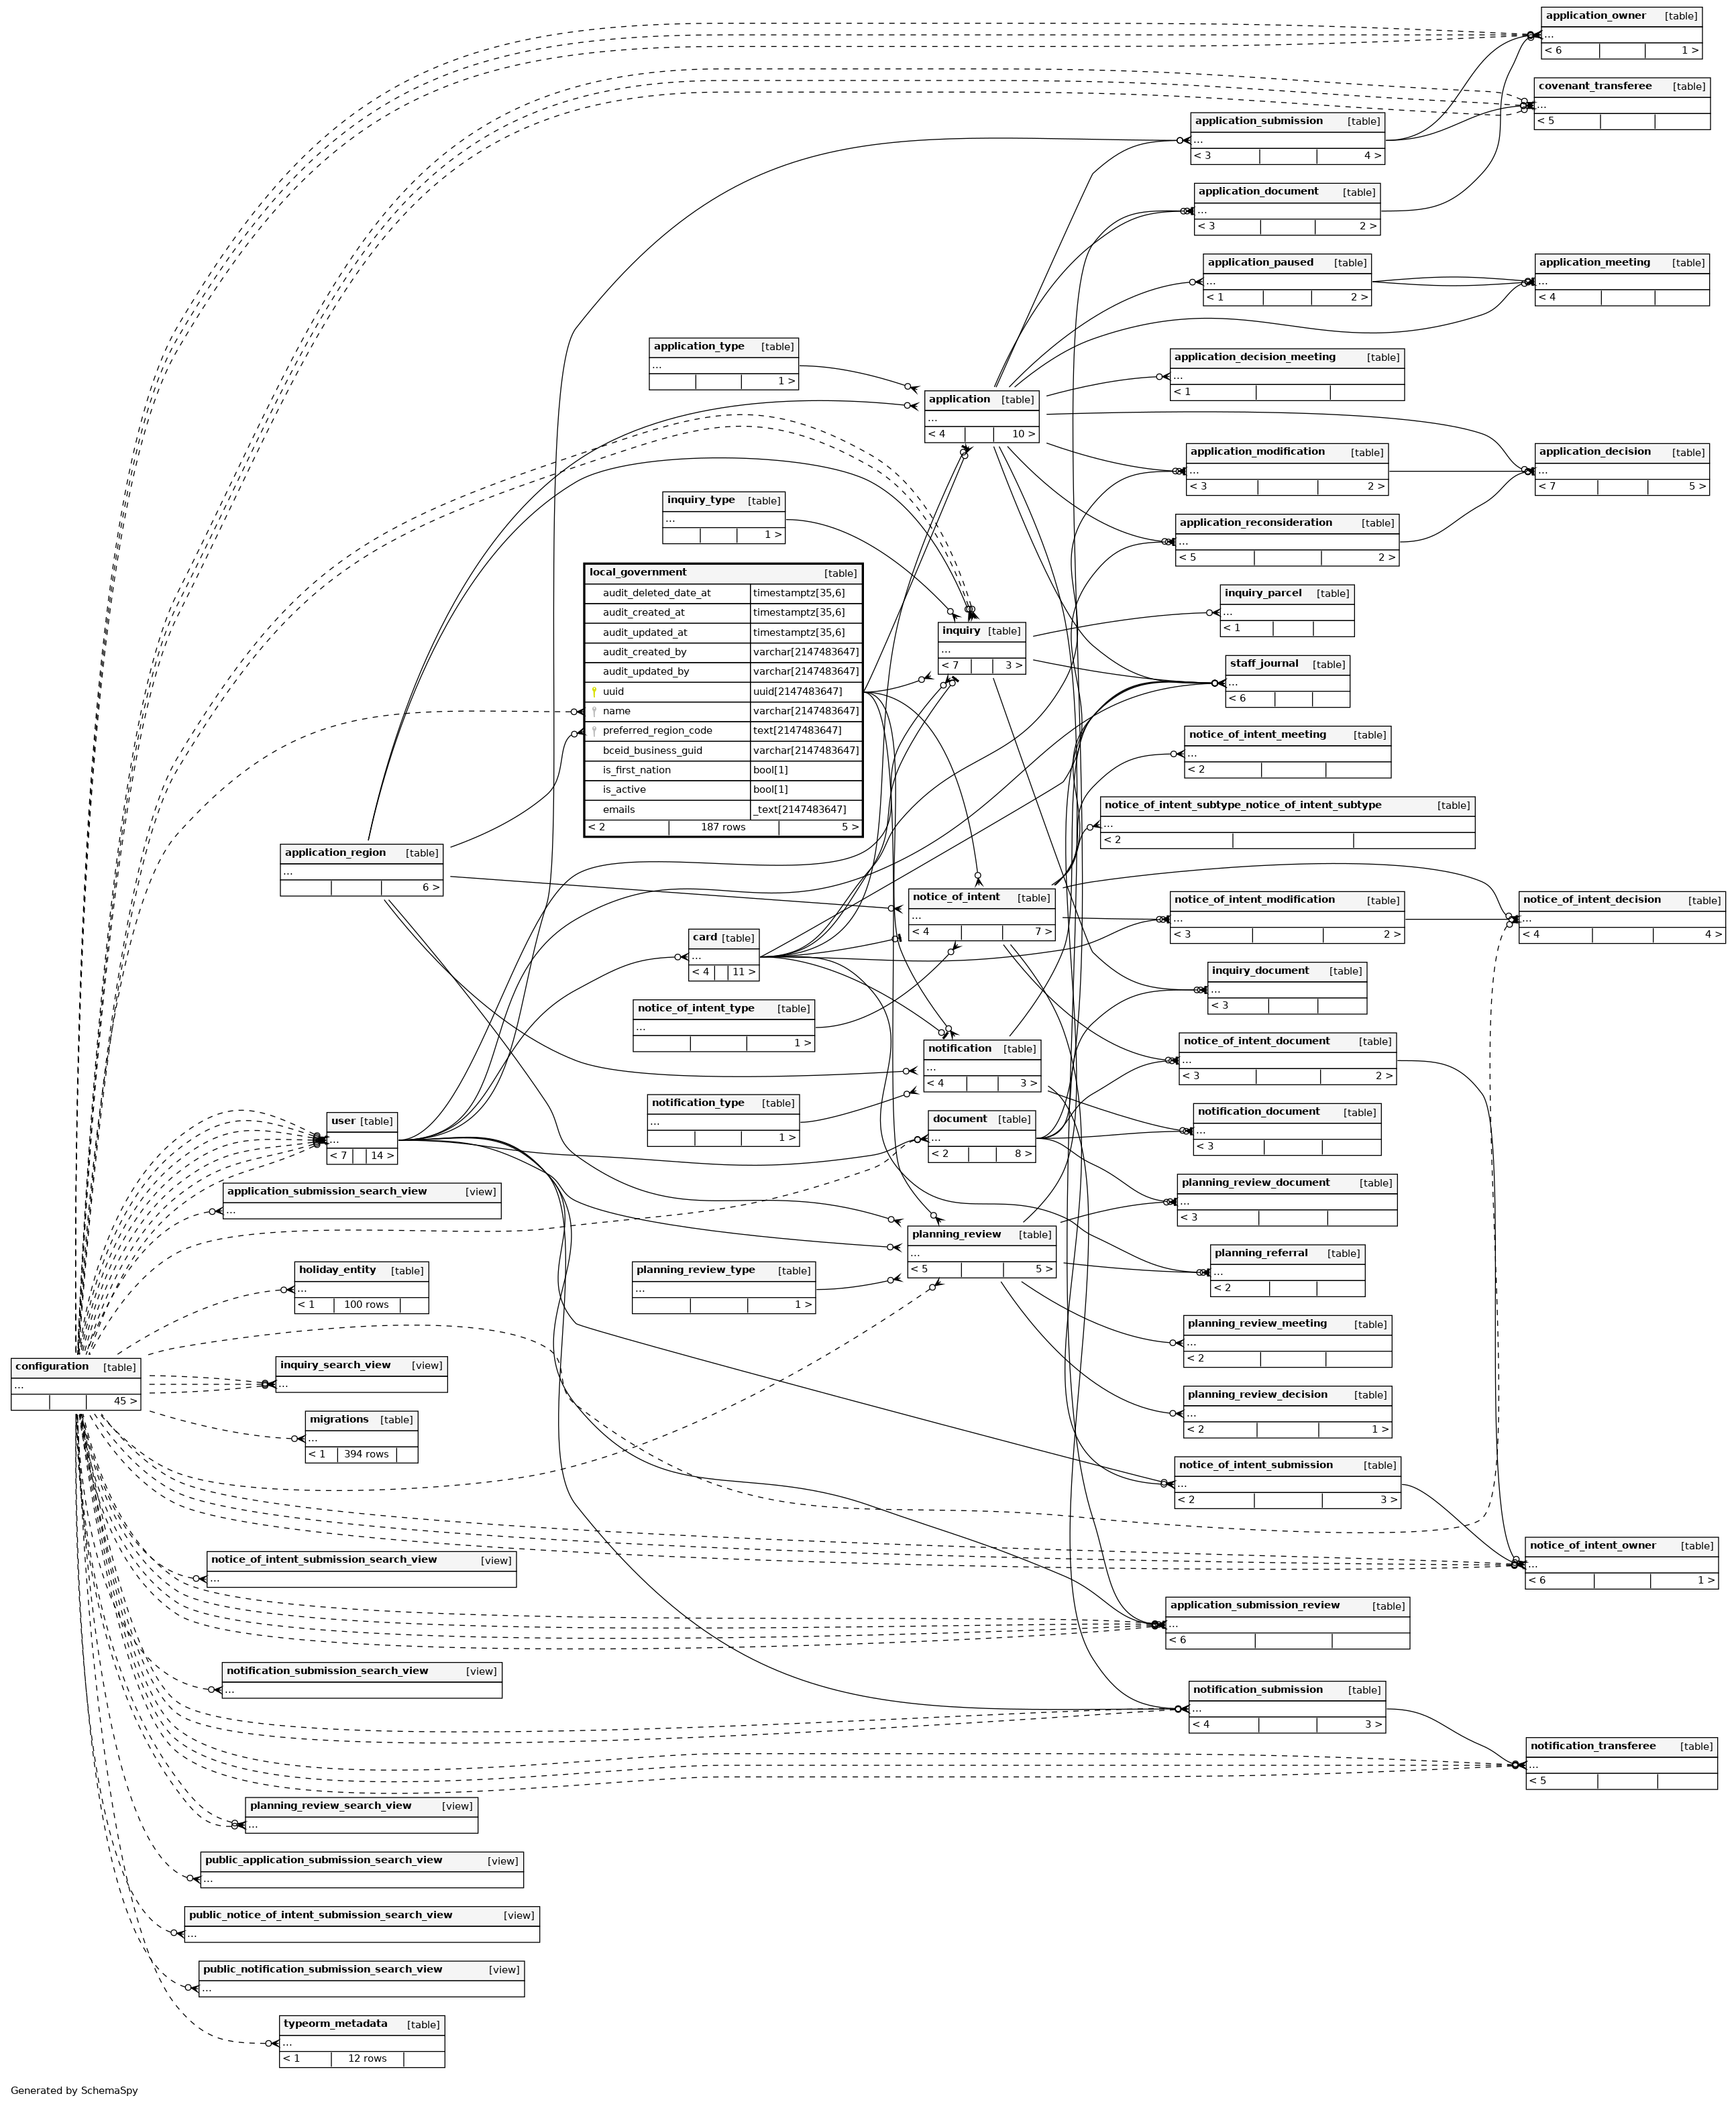 application_owner [table]
...
< 6 1 >
covenant_transferee [table]
...
< 5
application_submission [table]
...
< 3 4 >
application_document [table]
...
< 3 2 >
application_paused [table]
...
< 1 2 >
application_meeting [table]
...
< 4
application_type [table]
...
1 >
application_decision_meeting [table]
...
< 1
application [table]
...
< 4 10 >
application_modification [table]
...
< 3 2 >
application_decision [table]
...
< 7 5 >
inquiry_type [table]
...
1 >
application_reconsideration [table]
...
< 5 2 >
local_government [table]
audit_deleted_date_at timestamptz[35,6]
audit_created_at timestamptz[35,6]
audit_updated_at timestamptz[35,6]
audit_created_by varchar[2147483647]
audit_updated_by varchar[2147483647]
uuid uuid[2147483647]
name varchar[2147483647]
preferred_region_code text[2147483647]
bceid_business_guid varchar[2147483647]
is_first_nation bool[1]
is_active bool[1]
emails _text[2147483647]
< 2 187 rows 5 >
inquiry_parcel [table]
...
< 1
inquiry [table]
...
< 7 3 >
staff_journal [table]
...
< 6
notice_of_intent_meeting [table]
...
< 2
notice_of_intent_subtype_notice_of_intent_subtype [table]
...
< 2
application_region [table]
...
6 >
notice_of_intent [table]
...
< 4 7 >
notice_of_intent_modification [table]
...
< 3 2 >
notice_of_intent_decision [table]
...
< 4 4 >
card [table]
...
< 4 11 >
inquiry_document [table]
...
< 3
notice_of_intent_type [table]
...
1 >
notice_of_intent_document [table]
...
< 3 2 >
notification [table]
...
< 4 3 >
notification_type [table]
...
1 >
notification_document [table]
...
< 3
user [table]
...
< 7 14 >
document [table]
...
< 2 8 >
application_submission_search_view [view]
...
planning_review_document [table]
...
< 3
planning_review [table]
...
< 5 5 >
planning_referral [table]
...
< 2
holiday_entity [table]
...
< 1 100 rows
planning_review_type [table]
...
1 >
planning_review_meeting [table]
...
< 2
configuration [table]
...
45 >
inquiry_search_view [view]
...
planning_review_decision [table]
...
< 2 1 >
migrations [table]
...
< 1 394 rows
notice_of_intent_submission [table]
...
< 2 3 >
notice_of_intent_submission_search_view [view]
...
notice_of_intent_owner [table]
...
< 6 1 >
application_submission_review [table]
...
< 6
notification_submission_search_view [view]
...
notification_submission [table]
...
< 4 3 >
notification_transferee [table]
...
< 5
planning_review_search_view [view]
...
public_application_submission_search_view [view]
...
public_notice_of_intent_submission_search_view [view]
...
public_notification_submission_search_view [view]
...
typeorm_metadata [table]
...
< 1 12 rows
Generated by SchemaSpy